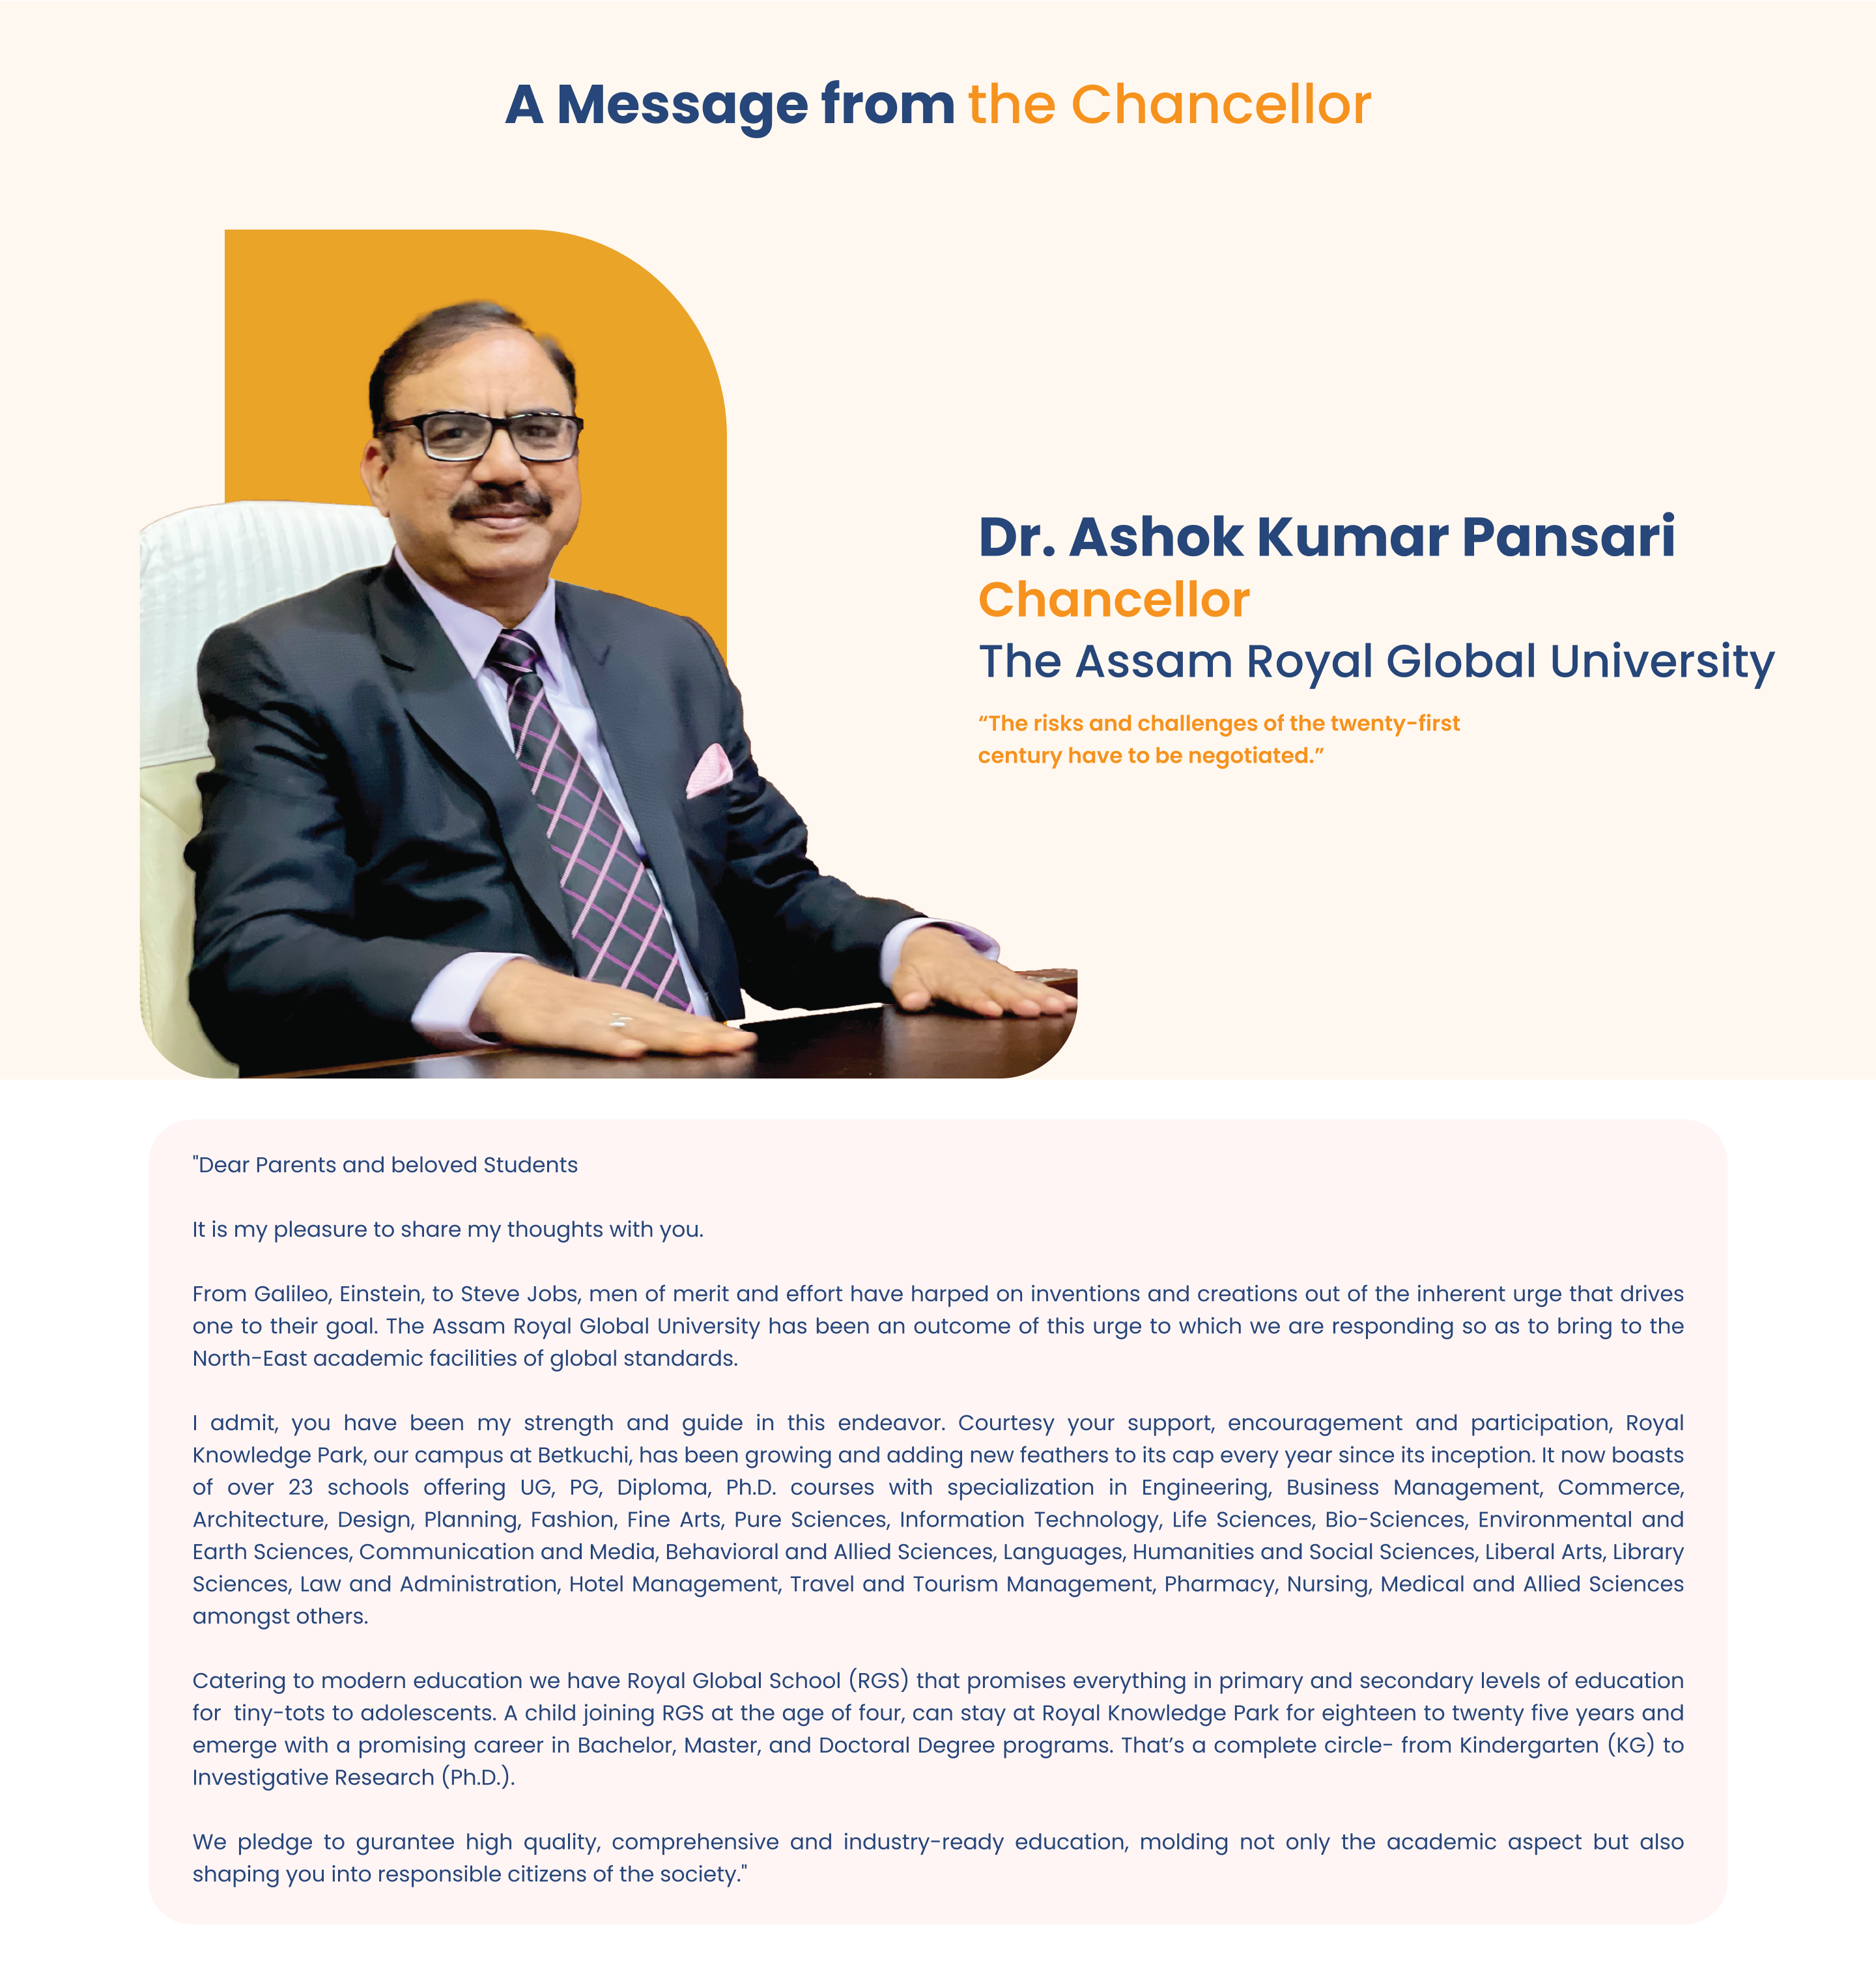 A Message from the Chancellor
Dr. Ashok Kumar Pansari
Chancellor
The Assam Royal Global University
“The risks and challenges of the twenty-first
century have to be negotiated.”
"Dear Parents and beloved Students
It is my pleasure to share my thoughts with you.
From Galileo, Einstein, to Steve Jobs, men of merit and effort have harped on inventions and creations out of the inherent urge that drives
one to their goal. The Assam Royal Global University has been an outcome of this urge to which we are responding so as to bring to the
North-East academic facilities of global standards.
I admit, you have been my strength and guide in this endeavor. Courtesy your support, encouragement and participation, Royal
Knowledge Park, our campus at Betkuchi, has been growing and adding new feathers to its cap every year since its inception. It now boasts
of over 23 schools offering UG, PG, Diploma, Ph.D. courses with specialization in Engineering, Business Management, Commerce,
Architecture, Design, Planning, Fashion, Fine Arts, Pure Sciences, Information Technology, Life Sciences, Bio-Sciences, Environmental and
Earth Sciences, Communication and Media, Behavioral and Allied Sciences, Languages, Humanities and Social Sciences, Liberal Arts, Library
Sciences, Law and Administration, Hotel Management, Travel and Tourism Management, Pharmacy, Nursing, Medical and Allied Sciences
amongst others.
Catering to modern education we have Royal Global School (RGS) that promises everything in primary and secondary levels of education
for tiny-tots to adolescents. A child joining RGS at the age of four, can stay at Royal Knowledge Park for eighteen to twenty five years and
emerge with a promising career in Bachelor, Master, and Doctoral Degree programs. That’s a complete circle- from Kindergarten (KG) to
Investigative Research (Ph.D.).
We pledge to gurantee high quality, comprehensive and industry-ready education, molding not only the academic aspect but also
shaping you into responsible citizens of the society."